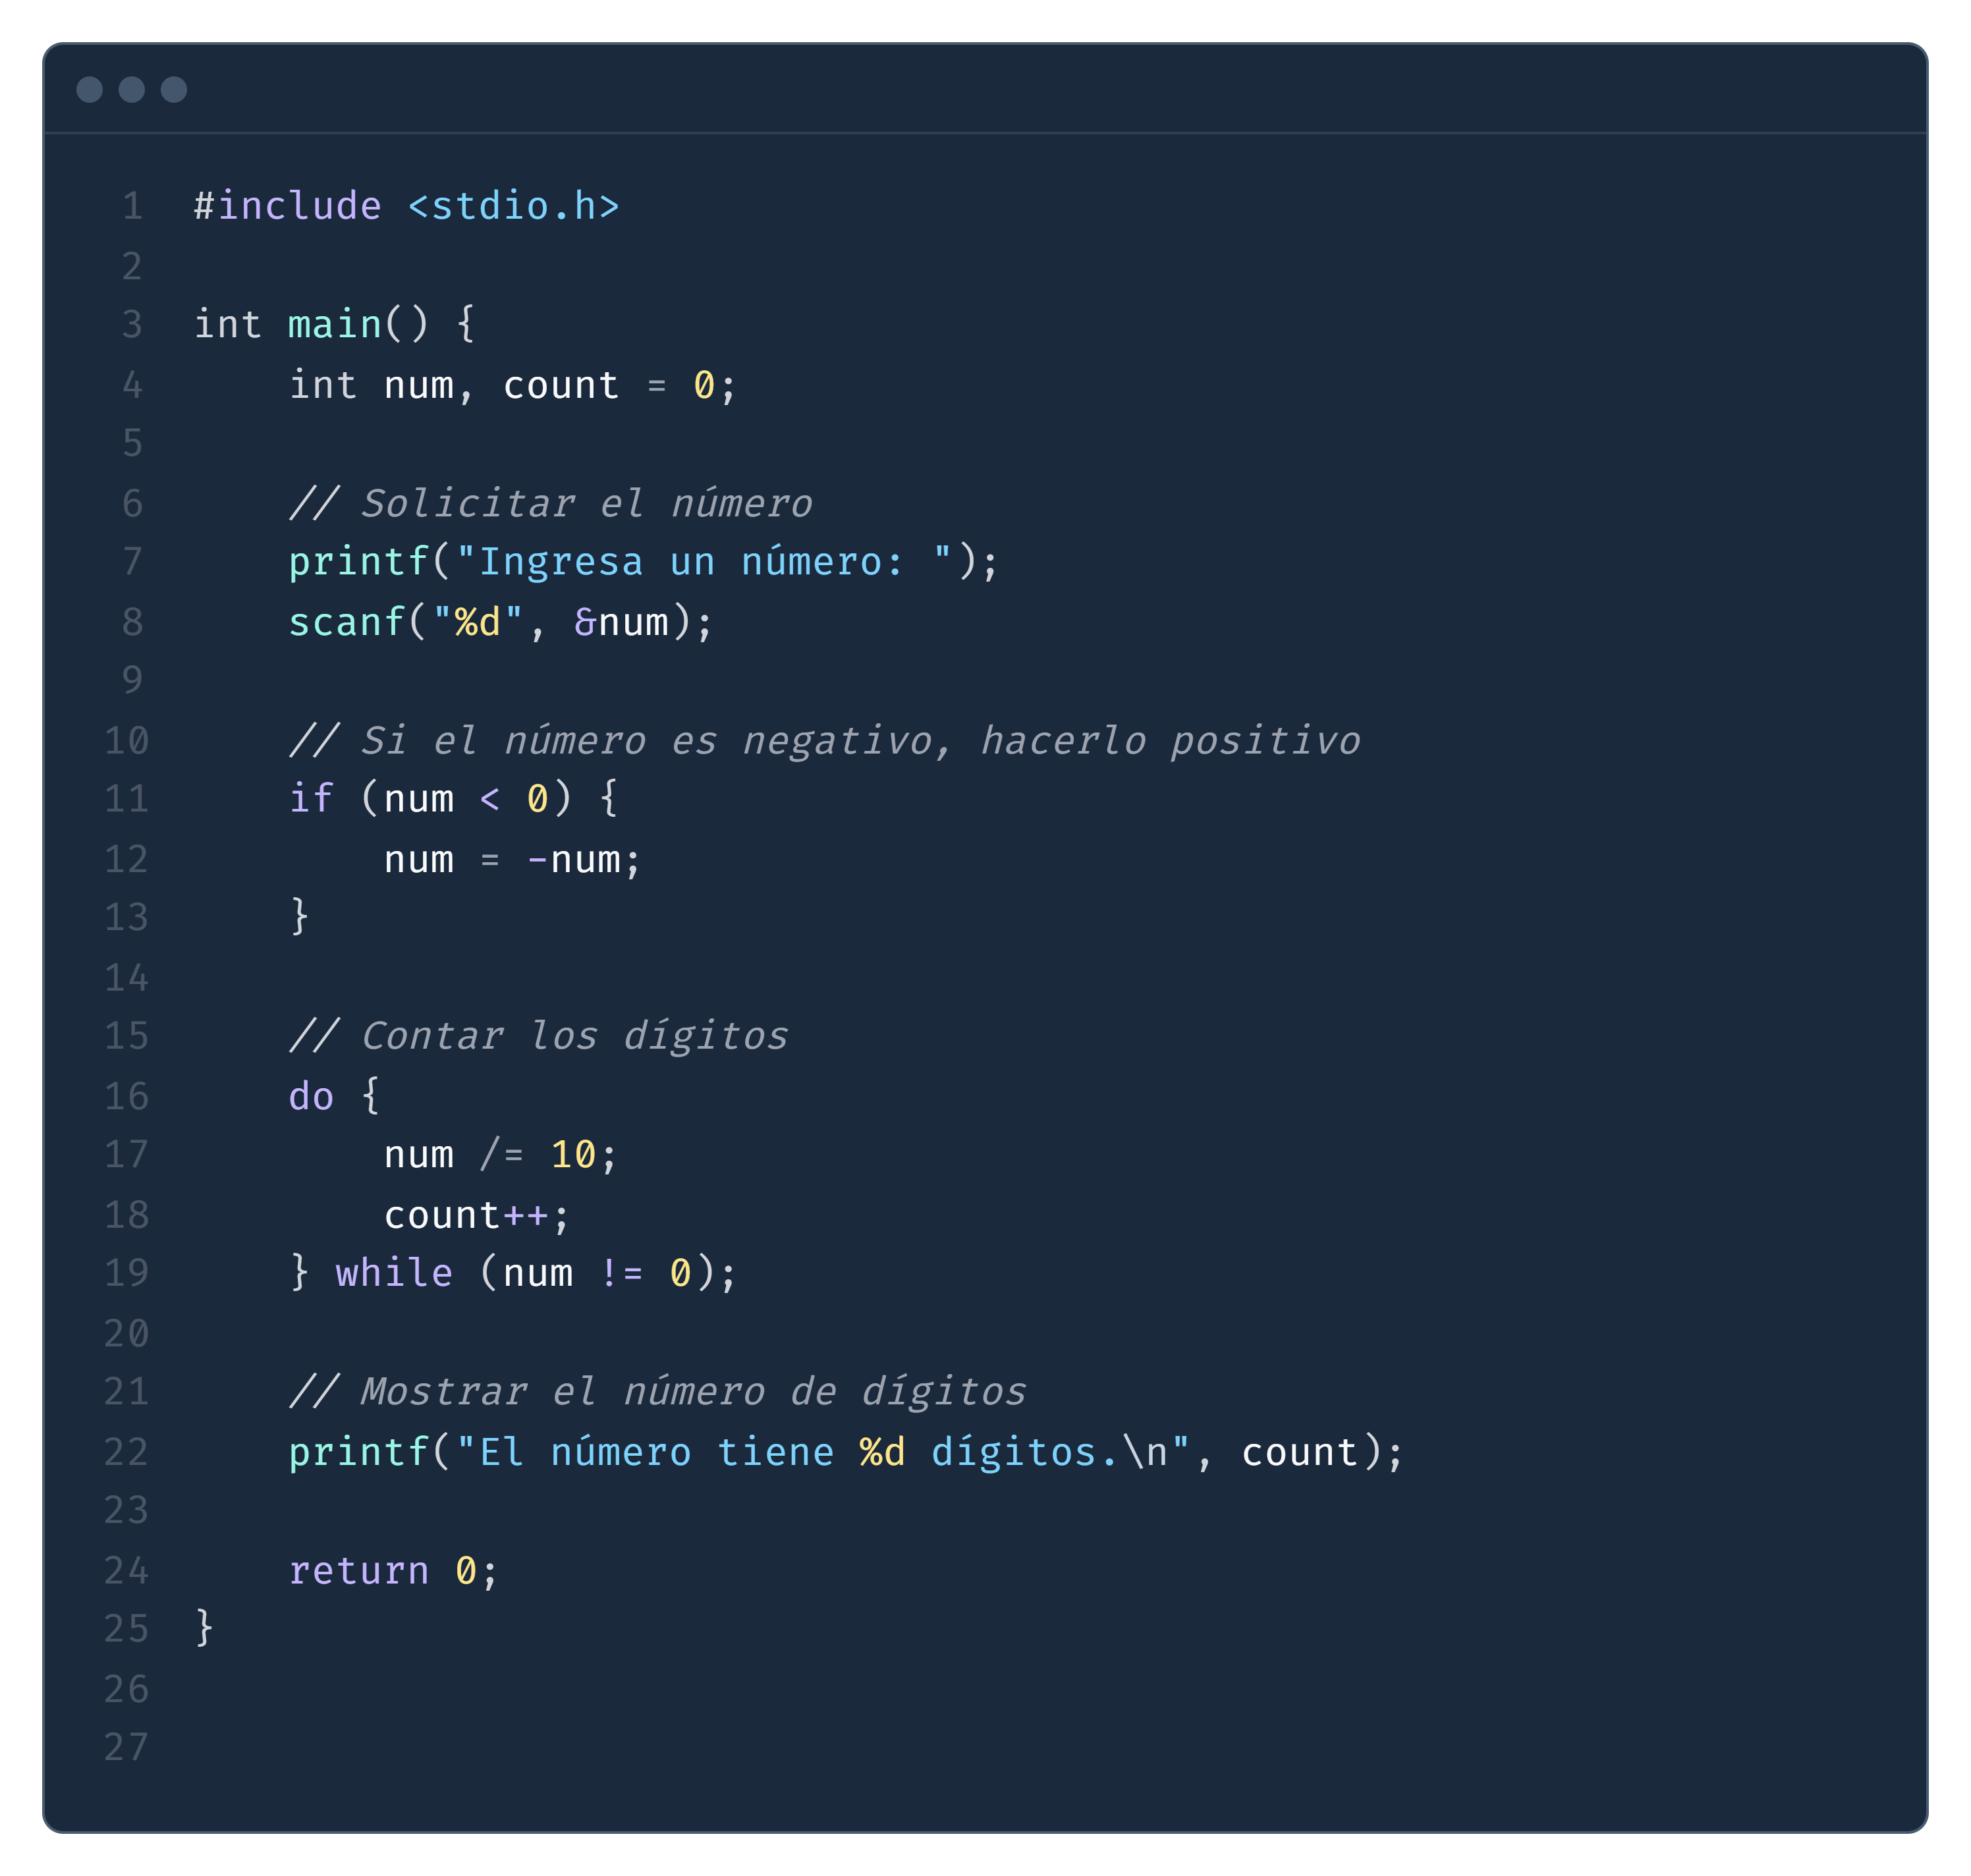 1 #include <stdio.h>
2
3 int main() {
4     int num, count = 0;
5
6     // Solicitar el número
7     printf("Ingresa un número: ");
8     scanf("%d", &num);
9
10     // Si el número es negativo, hacerlo positivo
11     if (num < 0) {
12         num = -num;
13     }
14
15     // Contar los dígitos
16     do {
17         num /= 10;
18         count++;
19     } while (num != 0);
20
21     // Mostrar el número de dígitos
22     printf("El número tiene %d dígitos.\n", count);
23
24     return 0;
25 }
26
27